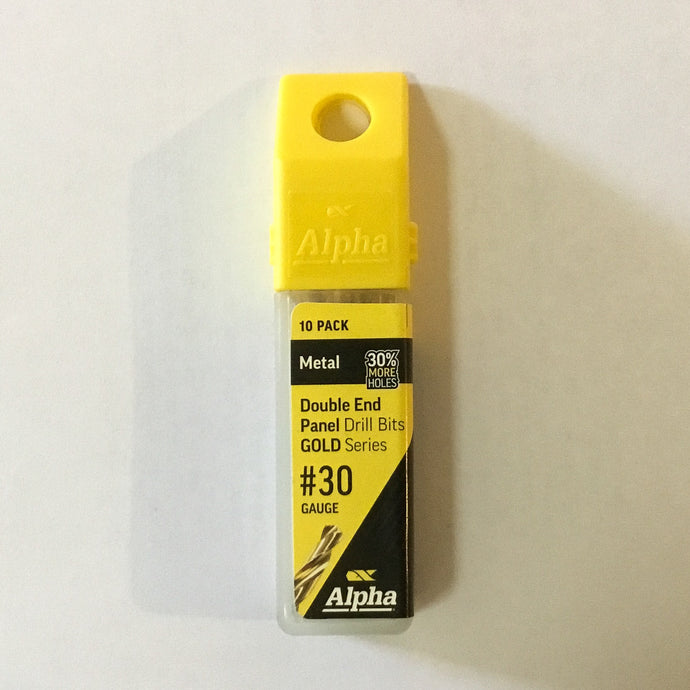 Alpha
10 PACK
Metal
30%
MORE
HOLES
Double End
Panel Drill Bits
GOLD Series
#30
GAUGE
Alpha